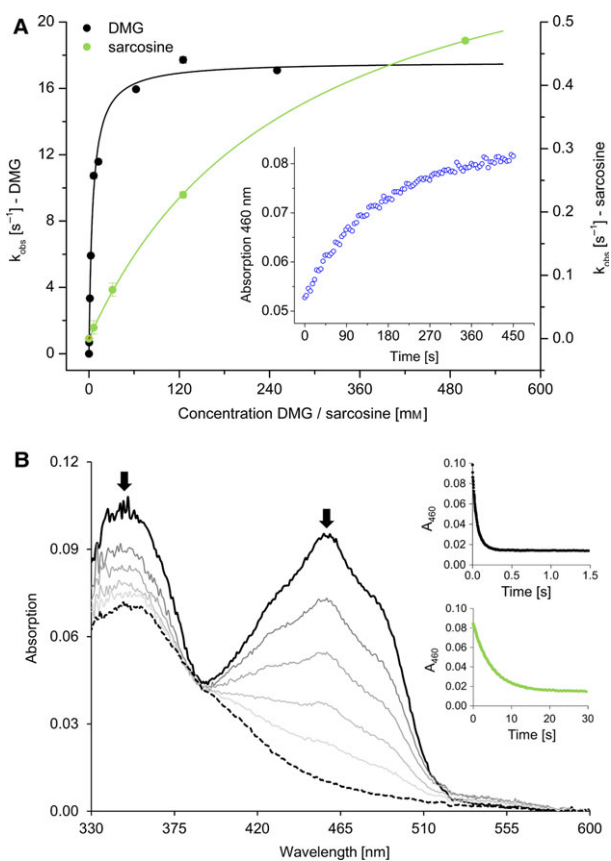 A
DMG
sarcosine
k_obs [s⁻¹] - DMG
20
16
12
8
4
0
k_obs [s⁻¹] - sarcosine
0.5
0.4
0.3
0.2
0.1
0.0
Absorption 460 nm
0.08
0.07
0.06
0.05
0 90 180 270 360 450
Time [s]
0 120 240 360 480 600
Concentration DMG / sarcosine [mM]
B
Absorption
0.12
0.09
0.06
0.03
0.00
330 375 420 465 510 555 600
Wavelength [nm]
A₄₆₀
0.10
0.08
0.06
0.04
0.02
0.00
0.0 0.5 1.0 1.5
Time [s]
A₄₆₀
0.10
0.08
0.06
0.04
0.02
0.00
0 10 20 30
Time [s]